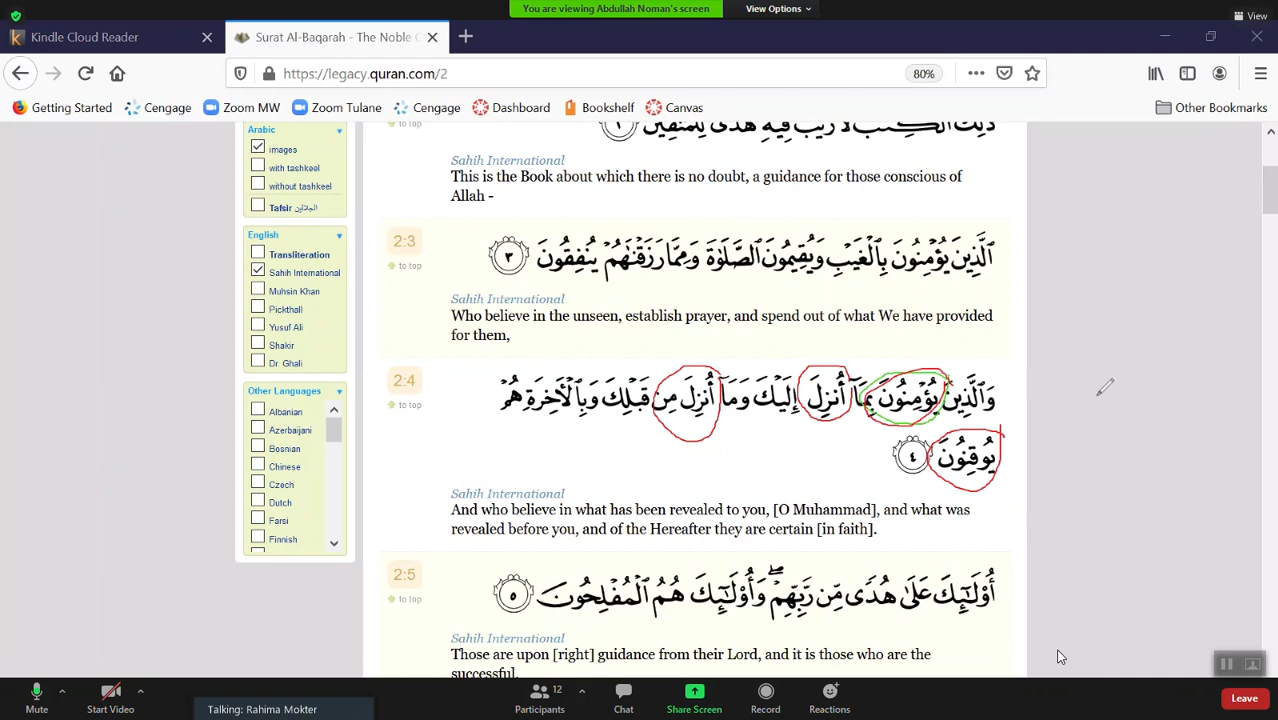 You are viewing Abdullah Noman's screen
View Options
View
Kindle Cloud Reader
Surat Al-Baqarah - The Noble
https://legacy.quran.com/2
80%
Getting Started
Cengage
Zoom MW
Zoom Tulane
Cengage
Dashboard
Bookshelf
Canvas
Other Bookmarks
Arabic
images
with tashkeel
without tashkeel
Tafsir الجلالين
English
Transliteration
Sahih International
Muhsin Khan
Pickthall
Yusuf Ali
Shakir
Dr. Ghali
Other Languages
Albanian
Azerbaijani
Bosnian
Chinese
Czech
Dutch
Farsi
Finnish
to top
ذَٰلِكَ ٱلْكِتَٰبُ لَا رَيْبَ فِيهِ هُدًى لِّلْمُتَّقِينَ
Sahih International
This is the Book about which there is no doubt, a guidance for those conscious of
Allah -
2:3
to top
ٱلَّذِينَ يُؤْمِنُونَ بِٱلْغَيْبِ وَيُقِيمُونَ ٱلصَّلَوٰةَ وَمِمَّا رَزَقْنَٰهُمْ يُنفِقُونَ ٣
Sahih International
Who believe in the unseen, establish prayer, and spend out of what We have provided
for them,
2:4
to top
وَٱلَّذِينَ يُؤْمِنُونَ بِمَآ أُنزِلَ إِلَيْكَ وَمَآ أُنزِلَ مِن قَبْلِكَ وَبِٱلْأَخِرَةِ هُمْ
يُوقِنُونَ ٤
Sahih International
And who believe in what has been revealed to you, [O Muhammad], and what was
revealed before you, and of the Hereafter they are certain [in faith].
2:5
to top
أُو۟لَٰٓئِكَ عَلَىٰ هُدًى مِّن رَّبِّهِمْ ۖ وَأُو۟لَٰٓئِكَ هُمُ ٱلْمُفْلِحُونَ ٥
Sahih International
Those are upon [right] guidance from their Lord, and it is those who are the
successful.
Mute
Start Video
Talking: Rahima Mokter
12
Participants
Chat
Share Screen
Record
Reactions
Leave